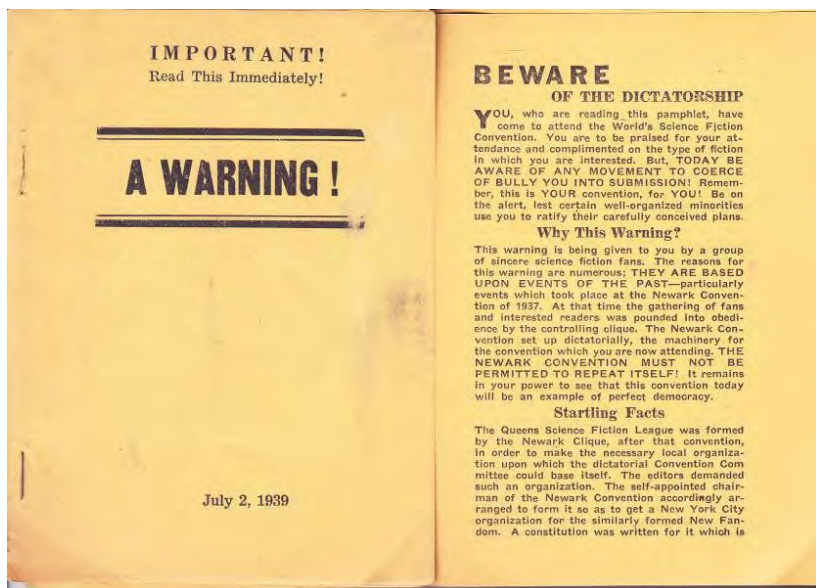 IMPORTANT!
Read This Immediately!
A WARNING !
July 2, 1939
BEWARE
OF THE DICTATORSHIP
YOU, who are reading this pamphlet, have
come to attend the World's Science Fiction
Convention. You are to be praised for your at-
tendance and complimented on the type of fiction
in which you are interested. But, TODAY BE
AWARE OF ANY MOVEMENT TO COERCE
OF BULLY YOU INTO SUBMISSION! Remem-
ber, this is YOUR convention, for YOU! Be on
the alert, lest certain well-organized minorities
use you to ratify their carefully conceived plans.
Why This Warning?
This warning is being given to you by a group
of sincere science fiction fans. The reasons for
this warning are numerous; THEY ARE BASED
UPON EVENTS OF THE PAST—particularly
events which took place at the Newark Conven-
tion of 1937. At that time the gathering of fans
and interested readers was pounded into obedi-
ence by the controlling clique. The Newark Con-
vention set up dictatorially, the machinery for
the convention which you are now attending. THE
NEWARK CONVENTION MUST NOT BE
PERMITTED TO REPEAT ITSELF! It remains
in your power to see that this convention today
will be an example of perfect democracy.
Startling Facts
The Queens Science Fiction League was formed
by the Newark Clique, after that convention,
in order to make the necessary local organiza-
tion upon which the dictatorial Convention Com
mittee could base itself. The editors demanded
such an organization. The self-appointed chair-
man of the Newark Convention accordingly ar-
ranged to form it so as to get a New York City
organization for the similarly formed New Fan-
dom. A constitution was written for it which is